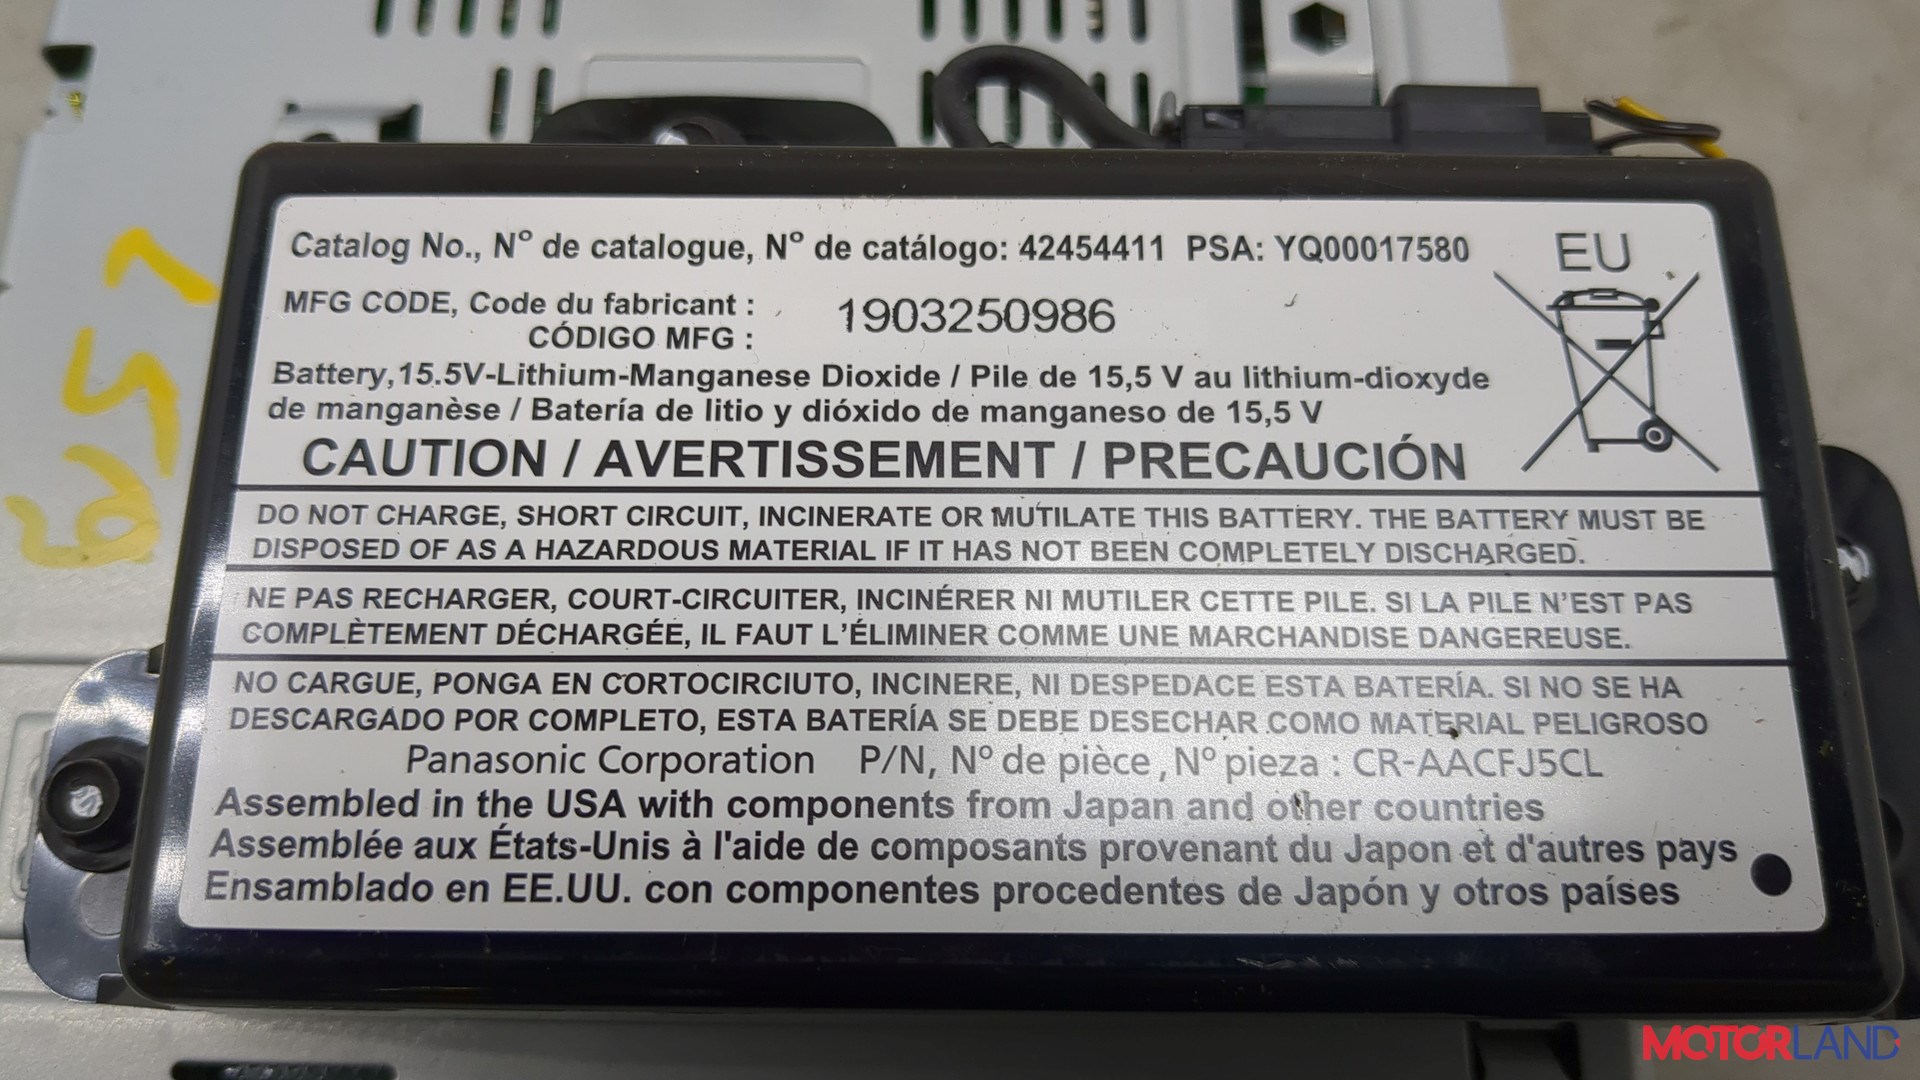 Catalog No., Nº de catalogue, Nº de catálogo: 42454411 PSA: YQ00017580
EU
MFG CODE, Code du fabricant :
CÓDIGO MFG :
1903250986
Battery,15.5V-Lithium-Manganese Dioxide / Pile de 15,5 V au lithium-dioxyde
de manganèse / Batería de litio y dióxido de manganeso de 15,5 V
CAUTION / AVERTISSEMENT / PRECAUCIÓN
DO NOT CHARGE, SHORT CIRCUIT, INCINERATE OR MUTILATE THIS BATTERY. THE BATTERY MUST BE
DISPOSED OF AS A HAZARDOUS MATERIAL IF IT HAS NOT BEEN COMPLETELY DISCHARGED.
NE PAS RECHARGER, COURT-CIRCUITER, INCINÉRER NI MUTILER CETTE PILE. SI LA PILE N'EST PAS
COMPLÈTEMENT DÉCHARGÉE, IL FAUT L'ÉLIMINER COMME UNE MARCHANDISE DANGEREUSE.
NO CARGUE, PONGA EN CORTOCIRCIUTO, INCINERE, NI DESPEDACE ESTA BATERÍA. SI NO SE HA
DESCARGADO POR COMPLETO, ESTA BATERÍA SE DEBE DESECHAR COMO MATERIAL PELIGROSO
Panasonic Corporation P/N, Nº de pièce, Nº pieza : CR-AACFJ5CL
Assembled in the USA with components from Japan and other countries
Assemblée aux États-Unis à l'aide de composants provenant du Japon et d'autres pays
Ensamblado en EE.UU. con componentes procedentes de Japón y otros países
MOTORLAND